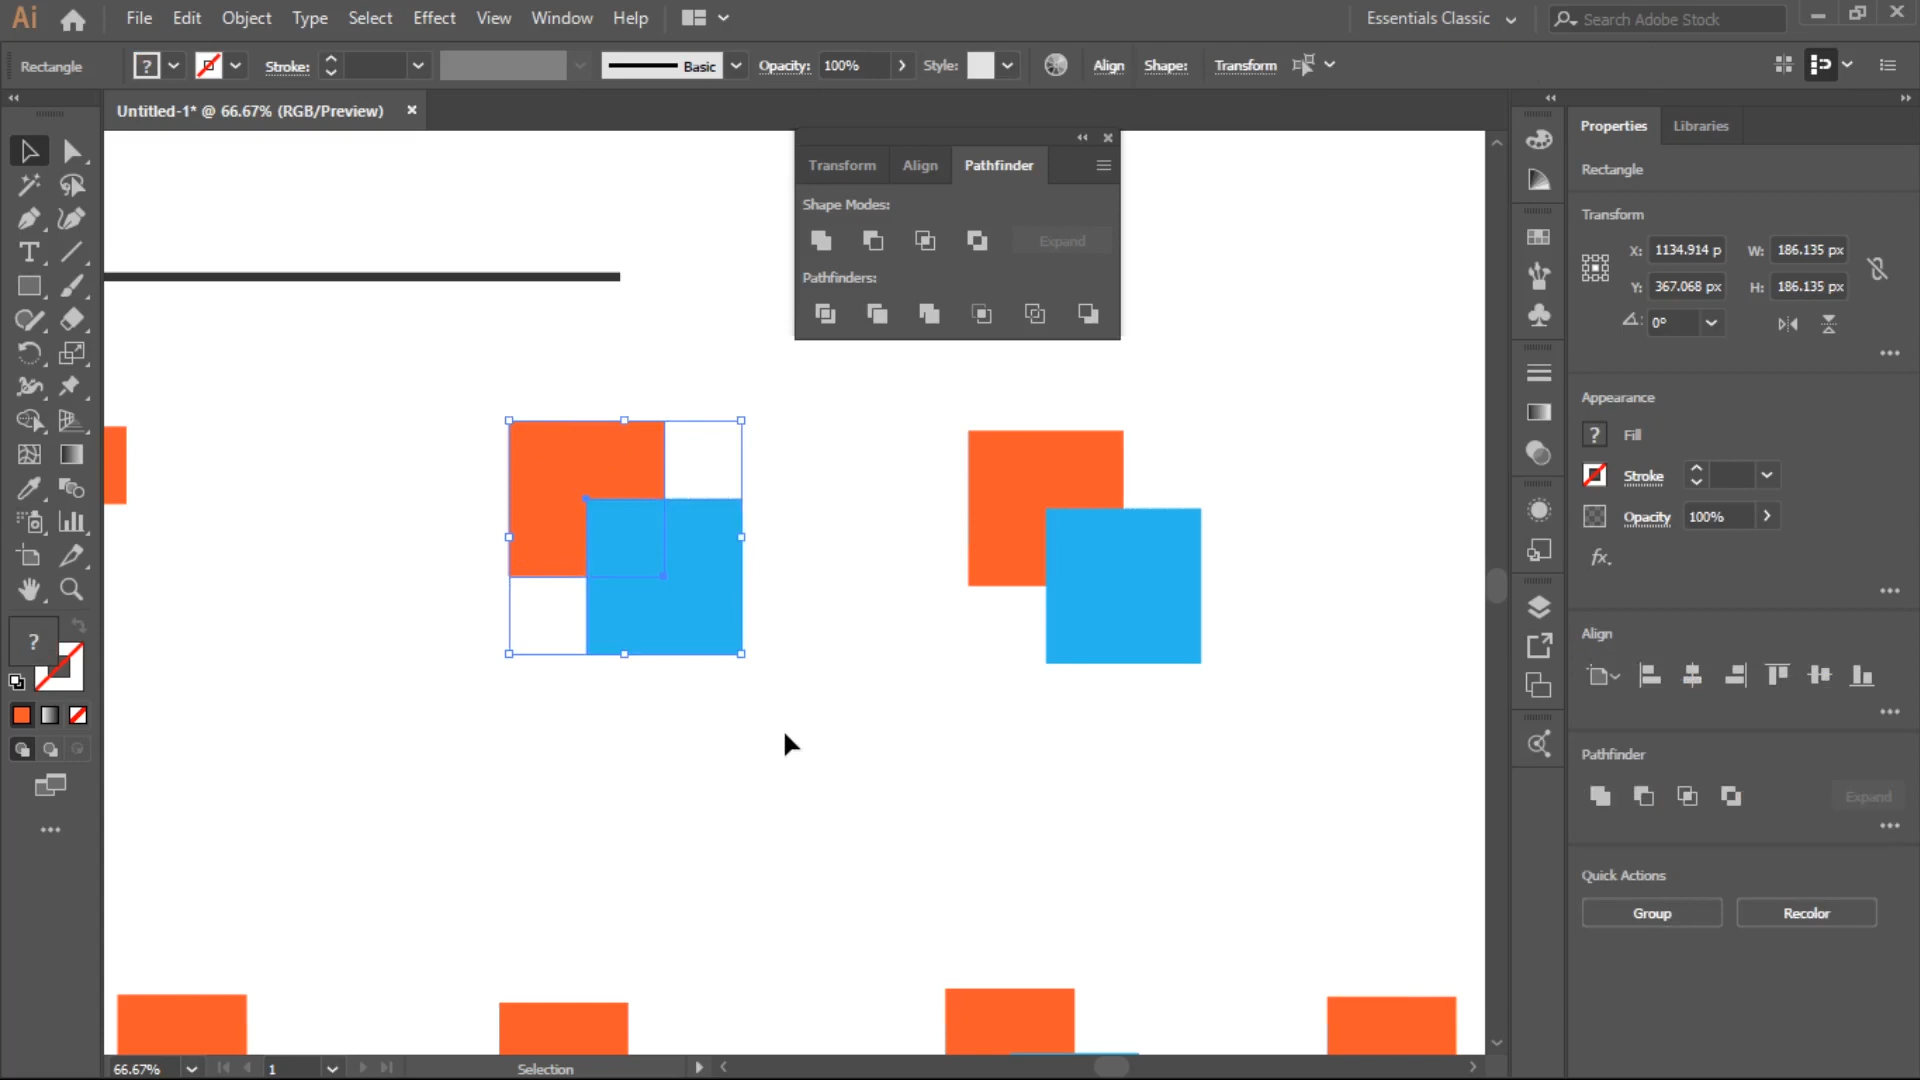 Ai File Edit Object Type Select Effect View Window Help Essentials Classic Search Adobe Stock
Rectangle ? Stroke: Basic Opacity: 100% Style: Align Shape: Transform
Untitled-1* @ 66.67% (RGB/Preview)
Transform Align Pathfinder
Shape Modes:
Expand
Pathfinders:
Properties Libraries
Rectangle
Transform
X: 1134.914 p W: 186.135 px
Y: 367.068 px H: 186.135 px
0°
Appearance
? Fill
Stroke
Opacity 100%
fx.
Align
Pathfinder
Expand
Quick Actions
Group Recolor
T
?
66.67% 1 Selection